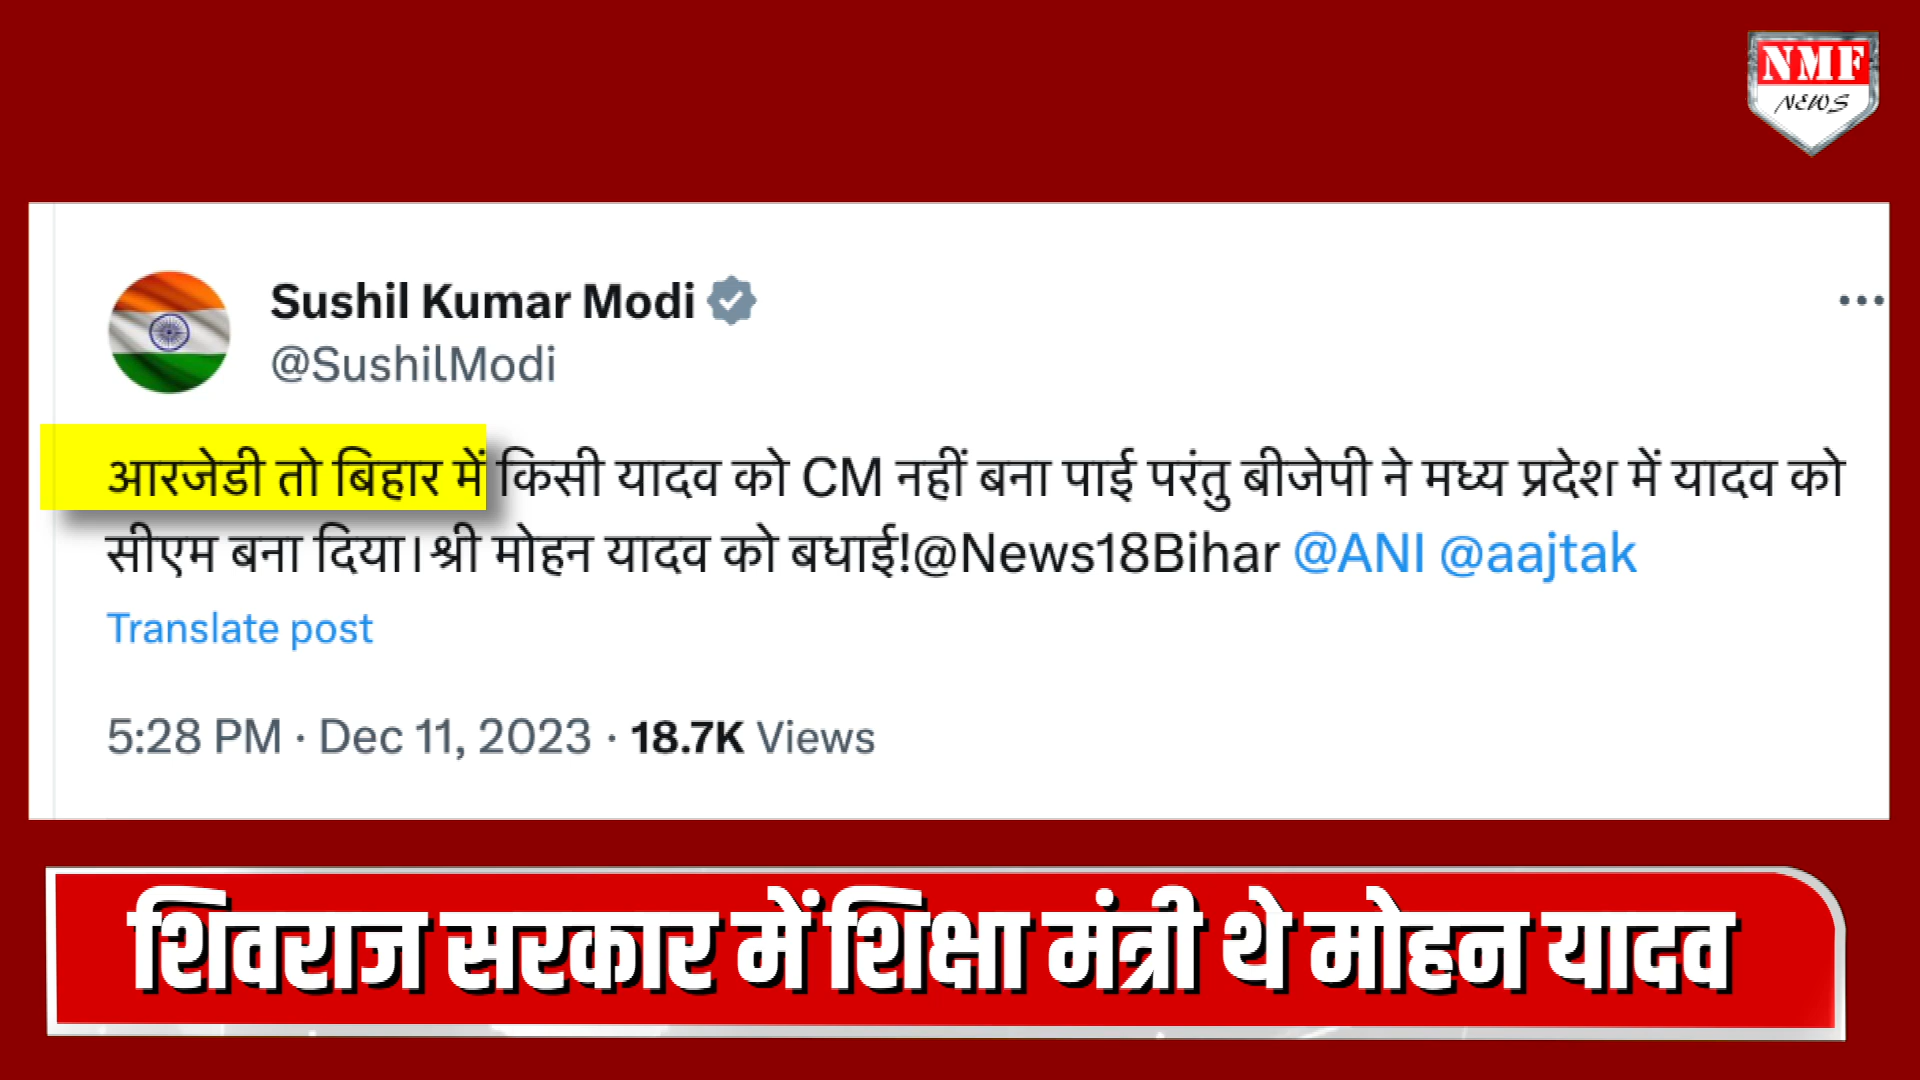 NMF
NEWS
Sushil Kumar Modi
@SushilModi
आरजेडी तो बिहार में किसी यादव को CM नहीं बना पाई परंतु बीजेपी ने मध्य प्रदेश में यादव को
सीएम बना दिया।श्री मोहन यादव को बधाई!@News18Bihar @ANI @aajtak
Translate post
5:28 PM · Dec 11, 2023 · 18.7K Views
शिवराज सरकार में शिक्षा मंत्री थे मोहन यादव